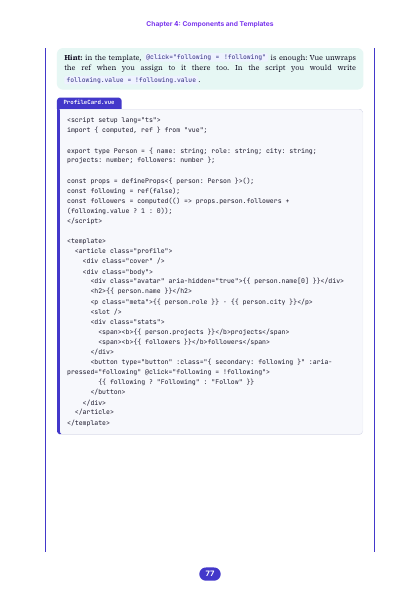 Chapter 4: Components and Templates
Hint: in the template, @click="following = !following" is enough: Vue unwraps
the ref when you assign to it there too. In the script you would write
following.value = !following.value.
ProfileCard.vue
<script setup lang="ts">
import { computed, ref } from "vue";
export type Person = { name: string; role: string; city: string;
projects: number; followers: number };
const props = defineProps<{ person: Person }>();
const following = ref(false);
const followers = computed(() => props.person.followers +
(following.value ? 1 : 0));
</script>
<template>
<article class="profile">
<div class="cover" />
<div class="body">
<div class="avatar" aria-hidden="true">{{ person.name[0] }}</div>
<h2>{{ person.name }}</h2>
<p class="meta">{{ person.role }} · {{ person.city }}</p>
<slot />
<div class="stats">
<span><b>{{ person.projects }}</b>projects</span>
<span><b>{{ followers }}</b>followers</span>
</div>
<button type="button" :class="{ secondary: following }" :aria-
pressed="following" @click="following = !following">
{{ following ? "Following" : "Follow" }}
</button>
</div>
</article>
</template>
77